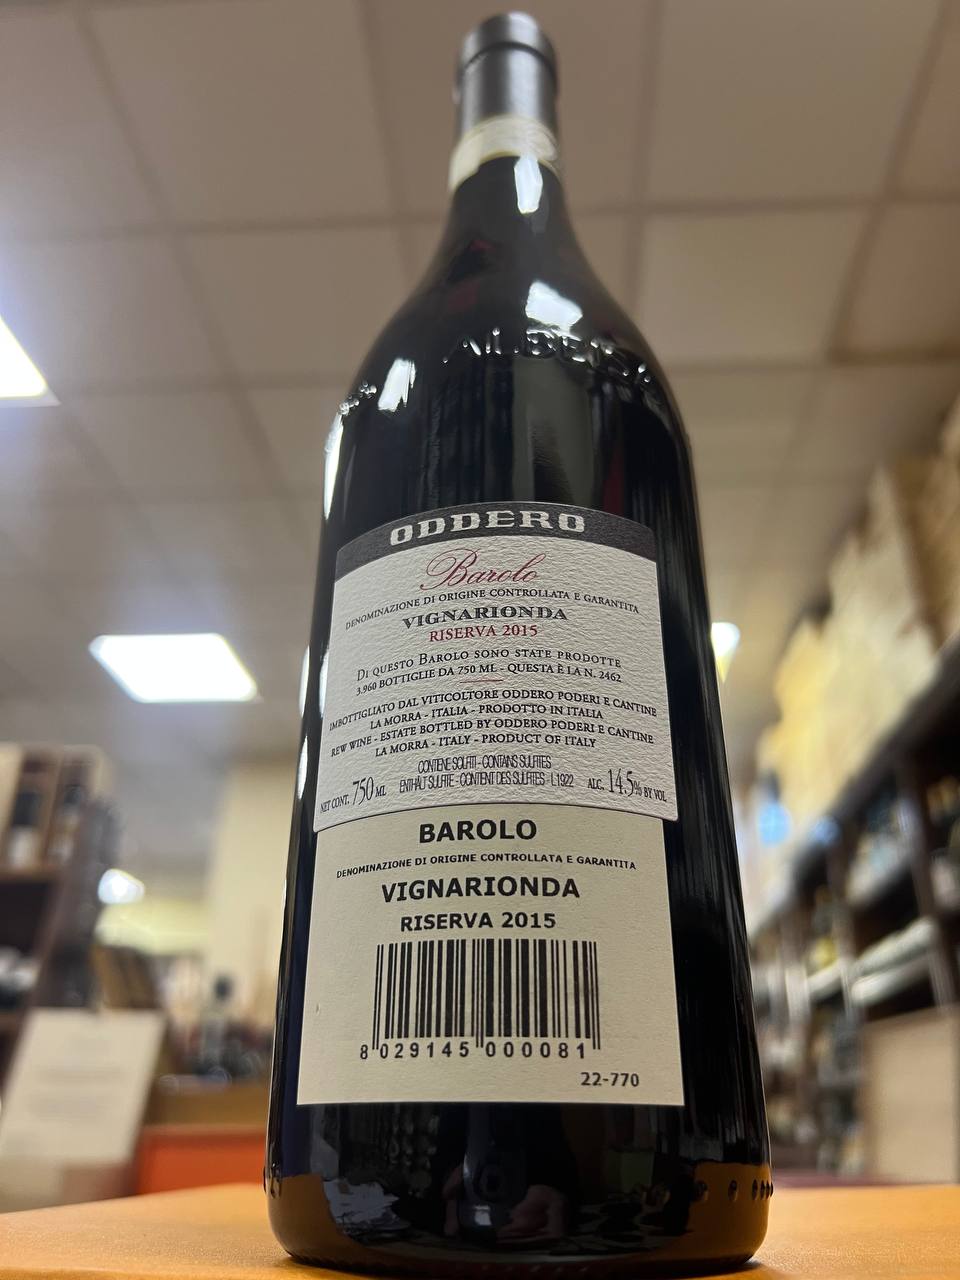 ALBEISA
ODDERO
Barolo
DENOMINAZIONE DI ORIGINE CONTROLLATA E GARANTITA
VIGNARIONDA
RISERVA 2015
DI QUESTO BAROLO SONO STATE PRODOTTE
3.960 BOTTIGLIE DA 750 ML - QUESTA È LA N. 2462
IMBOTTIGLIATO DAL VITICOLTORE ODDERO PODERI E CANTINE
LA MORRA - ITALIA - PRODOTTO IN ITALIA
REW WINE - ESTATE BOTTLED BY ODDERO PODERI E CANTINE
LA MORRA - ITALY - PRODUCT OF ITALY
CONTIENE SOLFITI - CONTAINS SULFITES
NET CONT. 750 ML ENTHÄLT SULFITE - CONTIENT DES SULFITES - L 1922 ALC. 14.5% BY VOL
BAROLO
DENOMINAZIONE DI ORIGINE CONTROLLATA E GARANTITA
VIGNARIONDA
RISERVA 2015
8 029145 000081
22-770